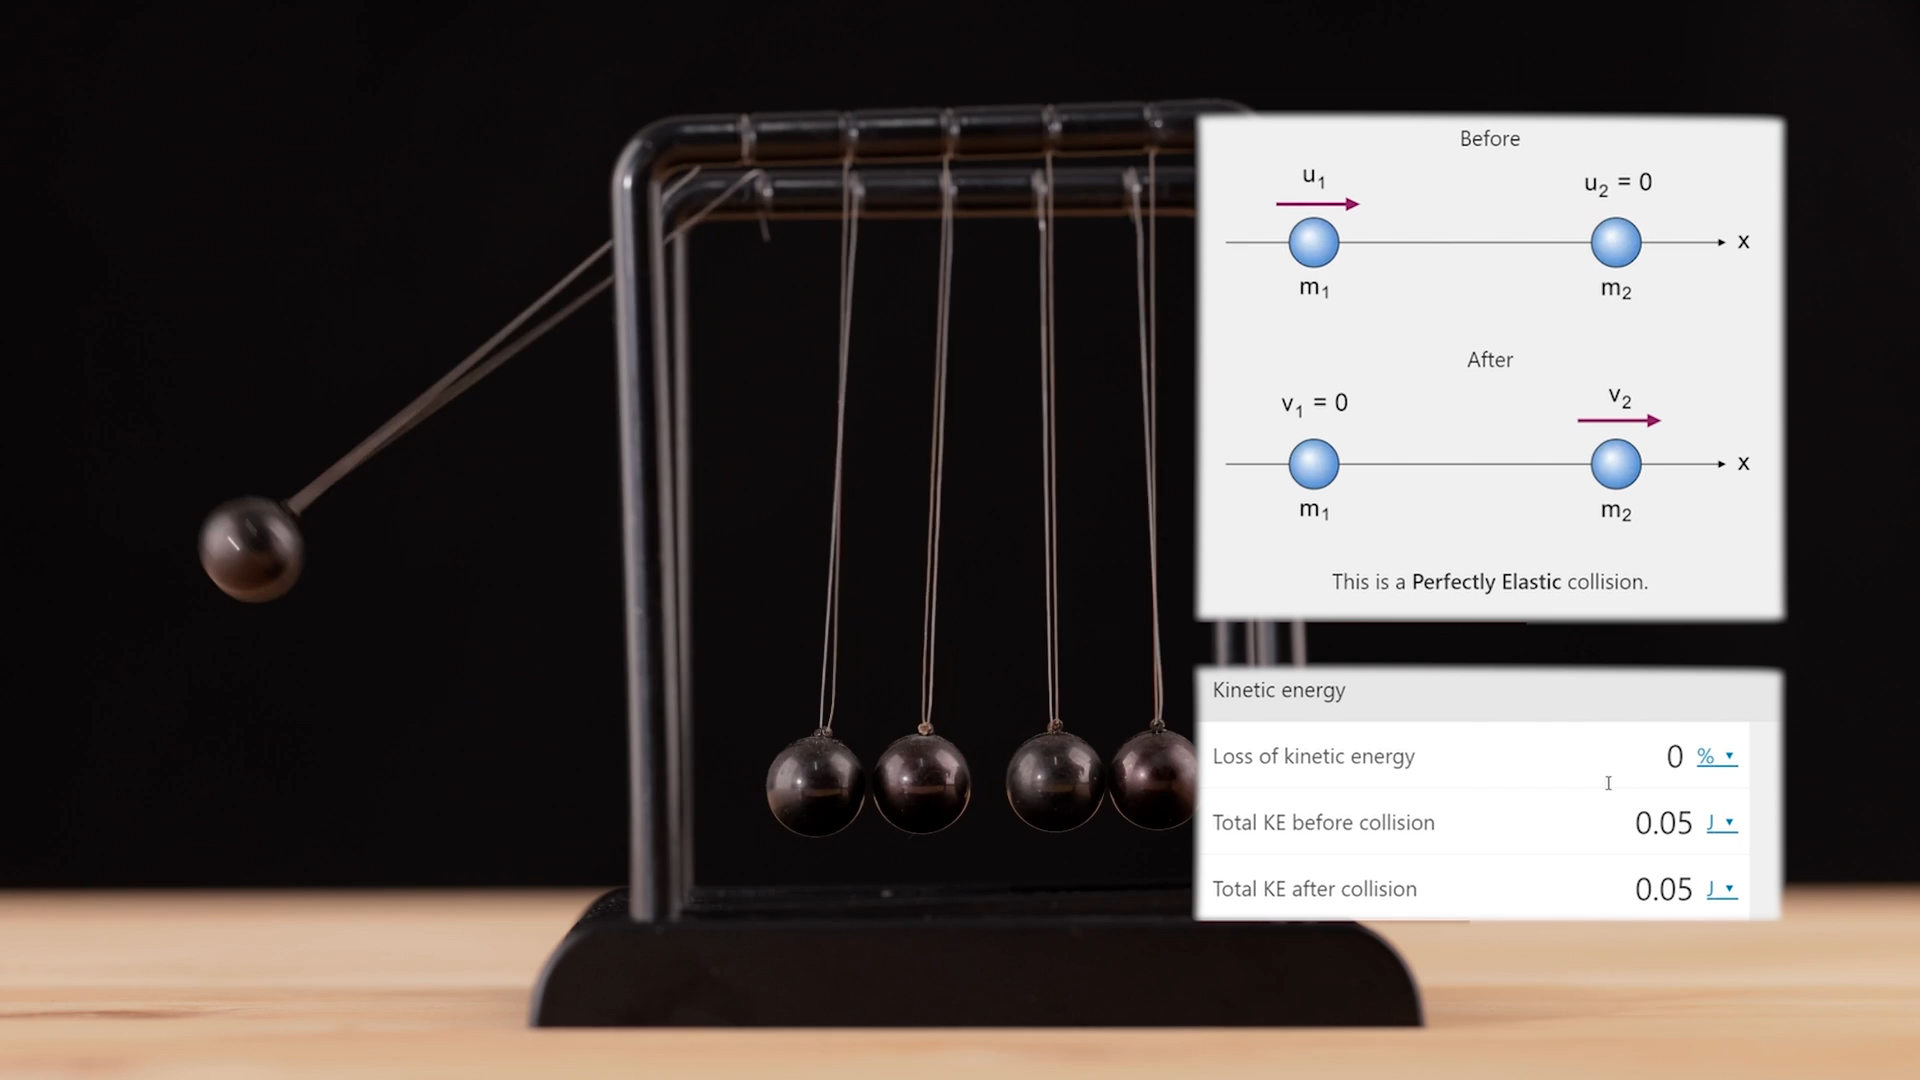 Before
u1
u2 = 0
x
m1
m2
After
v1 = 0
v2
x
m1
m2
This is a Perfectly Elastic collision.
Kinetic energy
Loss of kinetic energy 0 %
Total KE before collision 0.05 J
Total KE after collision 0.05 J